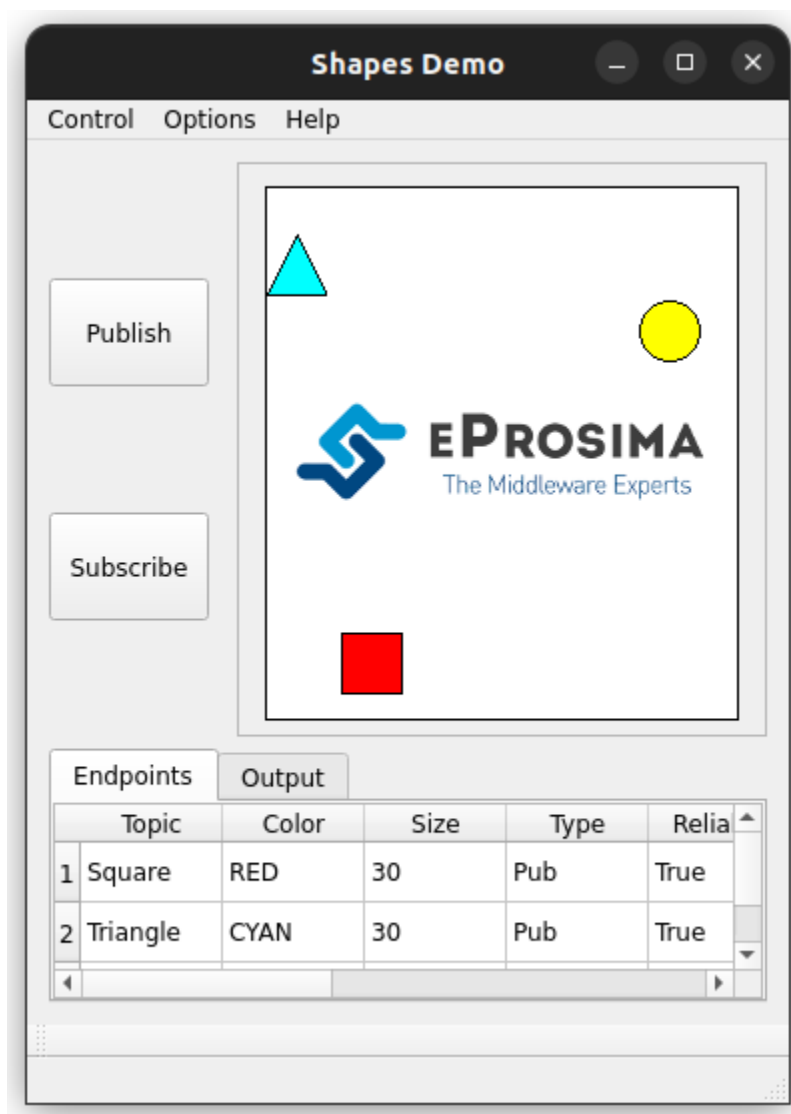 Shapes Demo
Control Options Help
Publish
Subscribe
EPROSIMA
The Middleware Experts
Endpoints Output
Topic Color Size Type Relia
1 Square RED 30 Pub True
2 Triangle CYAN 30 Pub True